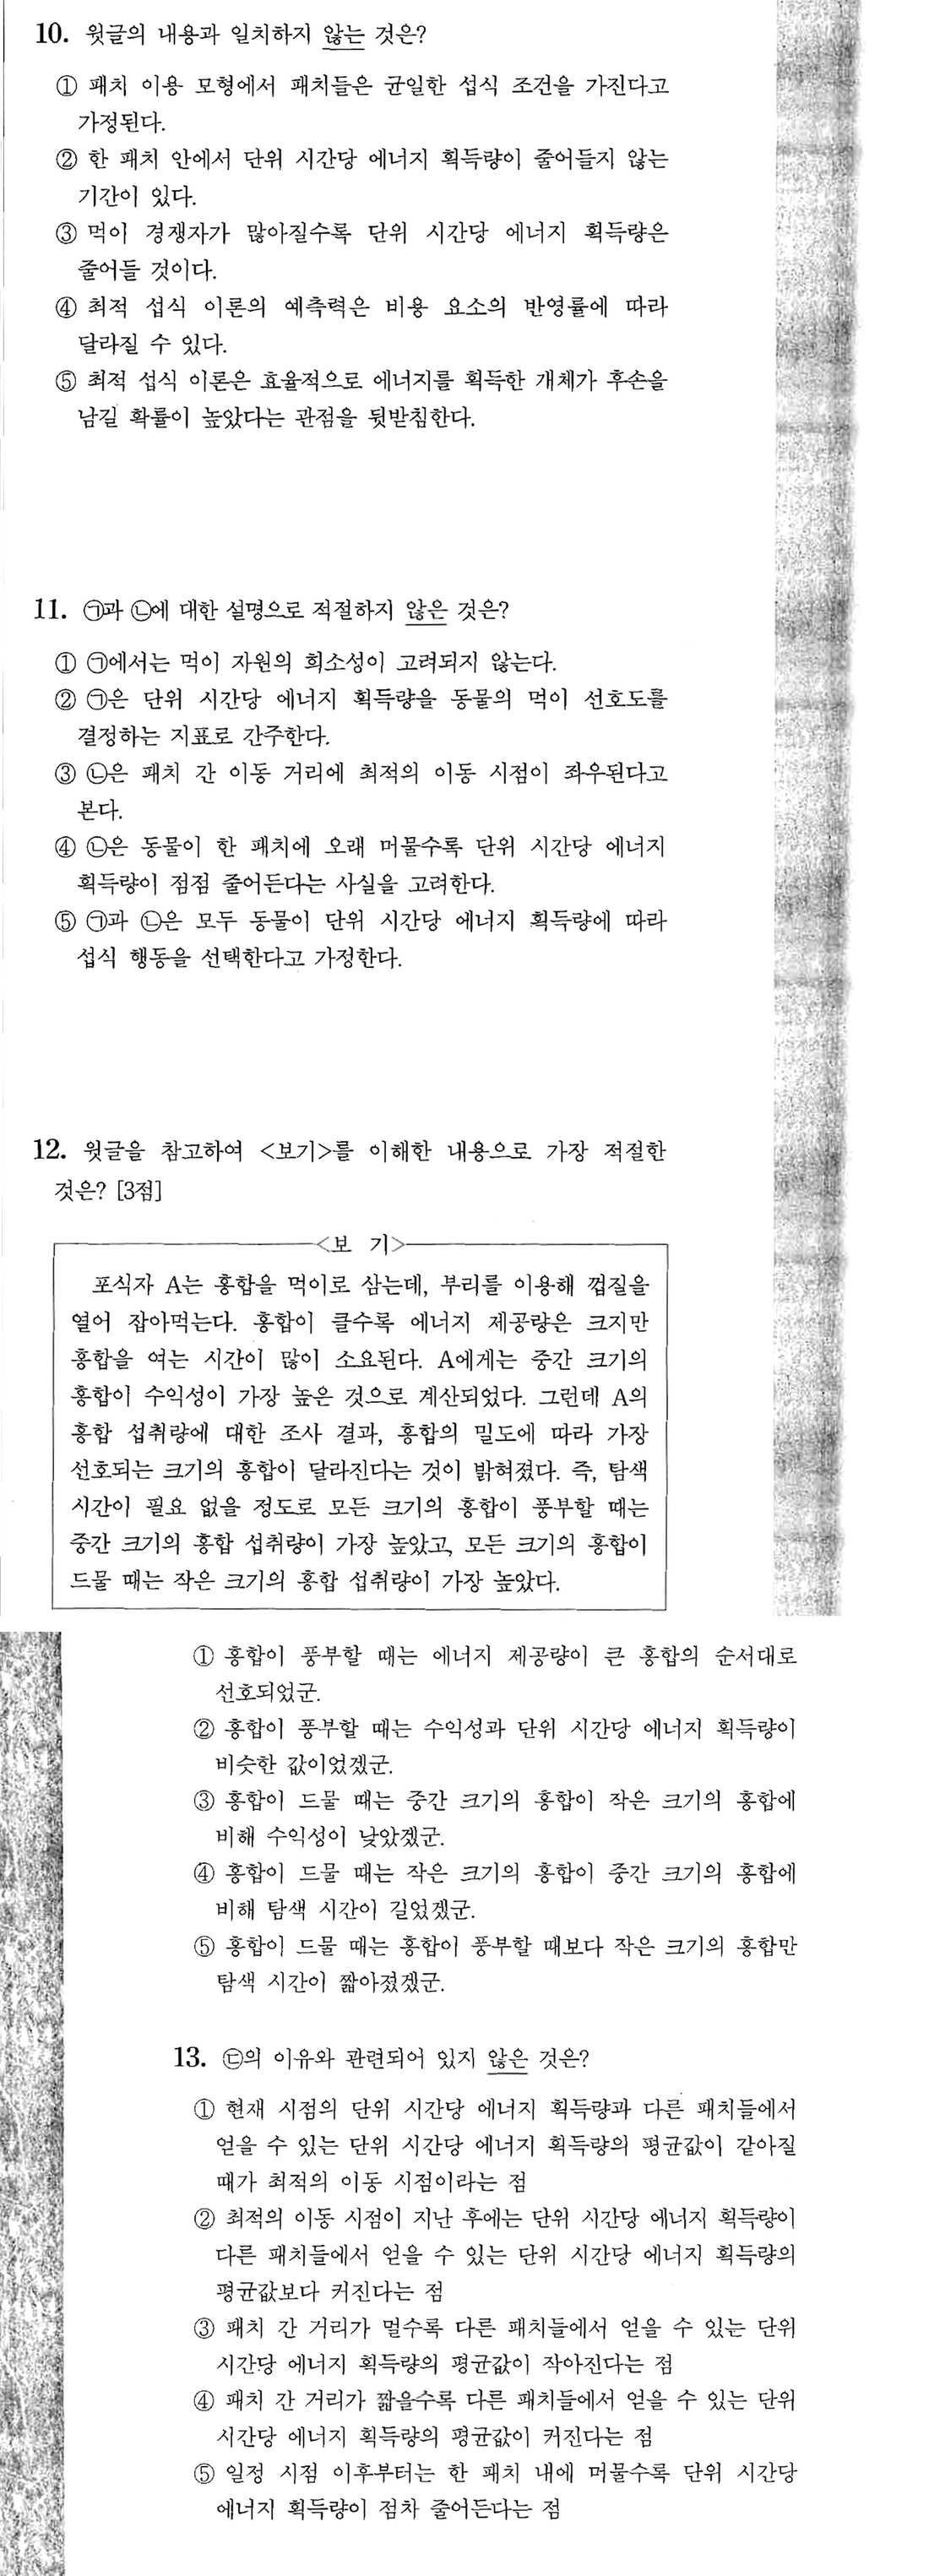 10. 윗글의 내용과 일치하지 않는 것은?
① 패치 이용 모형에서 패치들은 균일한 섭식 조건을 가진다고
가정된다.
② 한 패치 안에서 단위 시간당 에너지 획득량이 줄어들지 않는
기간이 있다.
③ 먹이 경쟁자가 많아질수록 단위 시간당 에너지 획득량은
줄어들 것이다.
④ 최적 섭식 이론의 예측력은 비용 요소의 반영률에 따라
달라질 수 있다.
⑤ 최적 섭식 이론은 효율적으로 에너지를 획득한 개체가 후손을
남길 확률이 높았다는 관점을 뒷받침한다.
11. ㉠과 ㉡에 대한 설명으로 적절하지 않은 것은?
① ㉠에서는 먹이 자원의 희소성이 고려되지 않는다.
② ㉠은 단위 시간당 에너지 획득량을 동물의 먹이 선호도를
결정하는 지표로 간주한다.
③ ㉡은 패치 간 이동 거리에 최적의 이동 시점이 좌우된다고
본다.
④ ㉡은 동물이 한 패치에 오래 머물수록 단위 시간당 에너지
획득량이 점점 줄어든다는 사실을 고려한다.
⑤ ㉠과 ㉡은 모두 동물이 단위 시간당 에너지 획득량에 따라
섭식 행동을 선택한다고 가정한다.
12. 윗글을 참고하여 <보기>를 이해한 내용으로 가장 적절한
것은? [3점]
<보 기>
포식자 A는 홍합을 먹이로 삼는데, 부리를 이용해 껍질을
열어 잡아먹는다. 홍합이 클수록 에너지 제공량은 크지만
홍합을 여는 시간이 많이 소요된다. A에게는 중간 크기의
홍합이 수익성이 가장 높은 것으로 계산되었다. 그런데 A의
홍합 섭취량에 대한 조사 결과, 홍합의 밀도에 따라 가장
선호되는 크기의 홍합이 달라진다는 것이 밝혀졌다. 즉, 탐색
시간이 필요 없을 정도로 모든 크기의 홍합이 풍부할 때는
중간 크기의 홍합 섭취량이 가장 높았고, 모든 크기의 홍합이
드물 때는 작은 크기의 홍합 섭취량이 가장 높았다.
① 홍합이 풍부할 때는 에너지 제공량이 큰 홍합의 순서대로
선호되었군.
② 홍합이 풍부할 때는 수익성과 단위 시간당 에너지 획득량이
비슷한 값이었겠군.
③ 홍합이 드물 때는 중간 크기의 홍합이 작은 크기의 홍합에
비해 수익성이 낮았겠군.
④ 홍합이 드물 때는 작은 크기의 홍합이 중간 크기의 홍합에
비해 탐색 시간이 길었겠군.
⑤ 홍합이 드물 때는 홍합이 풍부할 때보다 작은 크기의 홍합만
탐색 시간이 짧아졌겠군.
13. ㉢의 이유와 관련되어 있지 않은 것은?
① 현재 시점의 단위 시간당 에너지 획득량과 다른 패치들에서
얻을 수 있는 단위 시간당 에너지 획득량의 평균값이 같아질
때가 최적의 이동 시점이라는 점
② 최적의 이동 시점이 지난 후에는 단위 시간당 에너지 획득량이
다른 패치들에서 얻을 수 있는 단위 시간당 에너지 획득량의
평균값보다 커진다는 점
③ 패치 간 거리가 멀수록 다른 패치들에서 얻을 수 있는 단위
시간당 에너지 획득량의 평균값이 작아진다는 점
④ 패치 간 거리가 짧을수록 다른 패치들에서 얻을 수 있는 단위
시간당 에너지 획득량의 평균값이 커진다는 점
⑤ 일정 시점 이후부터는 한 패치 내에 머물수록 단위 시간당
에너지 획득량이 점차 줄어든다는 점